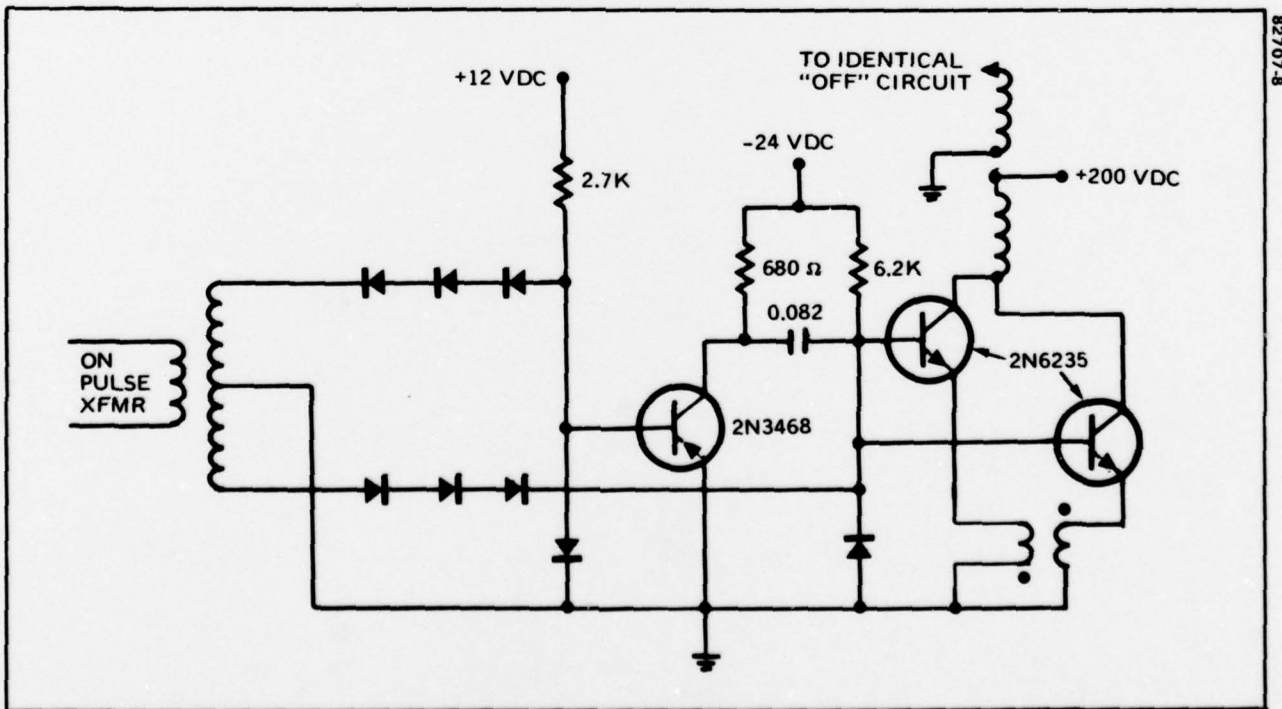 82707-8
TO IDENTICAL
"OFF" CIRCUIT
+12 VDC
-24 VDC
+200 VDC
2.7K
680 Ω
6.2K
0.082
ON
PULSE
XFMR
2N6235
2N3468